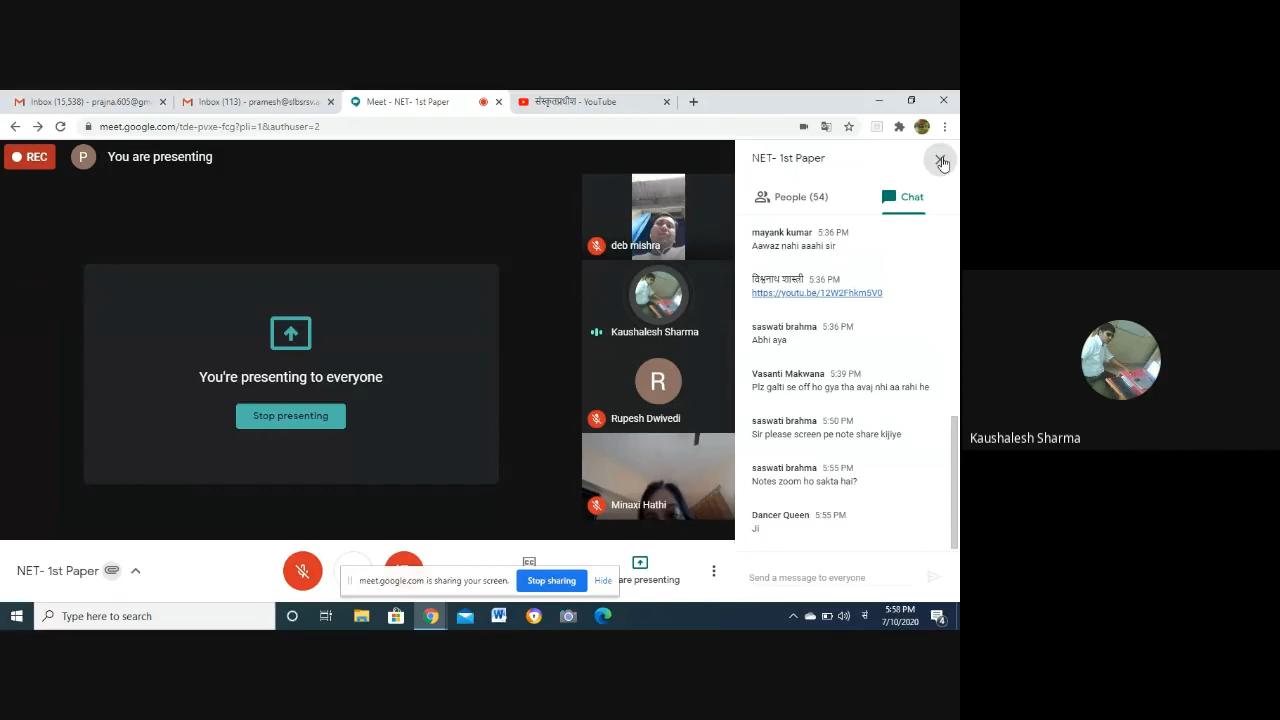 Inbox (15,538) - prajna.605@gm
Inbox (113) - pramesh@slbsrsv.a
Meet - NET- 1st Paper
संस्कृतप्रधीश - YouTube
meet.google.com/tde-pvxe-fcg?pli=1&authuser=2
REC
P
You are presenting
NET- 1st Paper
People (54)
Chat
deb mishra
Kaushalesh Sharma
R
Rupesh Dwivedi
Minaxi Hathi
You're presenting to everyone
Stop presenting
mayank kumar 5:36 PM
Aawaz nahi aaahi sir
विश्वनाथ शास्त्री 5:36 PM
https://youtu.be/12W2Fhkm5V0
saswati brahma 5:36 PM
Abhi aya
Vasanti Makwana 5:39 PM
Plz galti se off ho gya tha avaj nhi aa rahi he
saswati brahma 5:50 PM
Sir please screen pe note share kijiye
saswati brahma 5:55 PM
Notes zoom ho sakta hai?
Dancer Queen 5:55 PM
Ji
Send a message to everyone
Kaushalesh Sharma
NET- 1st Paper
meet.google.com is sharing your screen.
Stop sharing
Hide
are presenting
Type here to search
सं
5:58 PM
7/10/2020
4